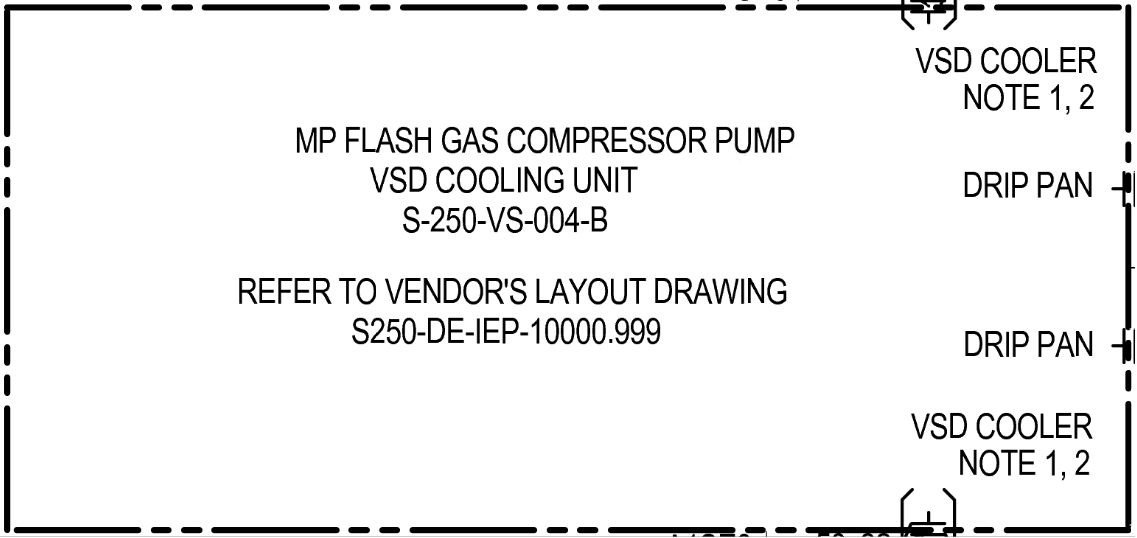 VSD COOLER
NOTE 1, 2
MP FLASH GAS COMPRESSOR PUMP
VSD COOLING UNIT
S-250-VS-004-B
DRIP PAN
REFER TO VENDOR'S LAYOUT DRAWING
S250-DE-IEP-10000.999
DRIP PAN
VSD COOLER
NOTE 1, 2